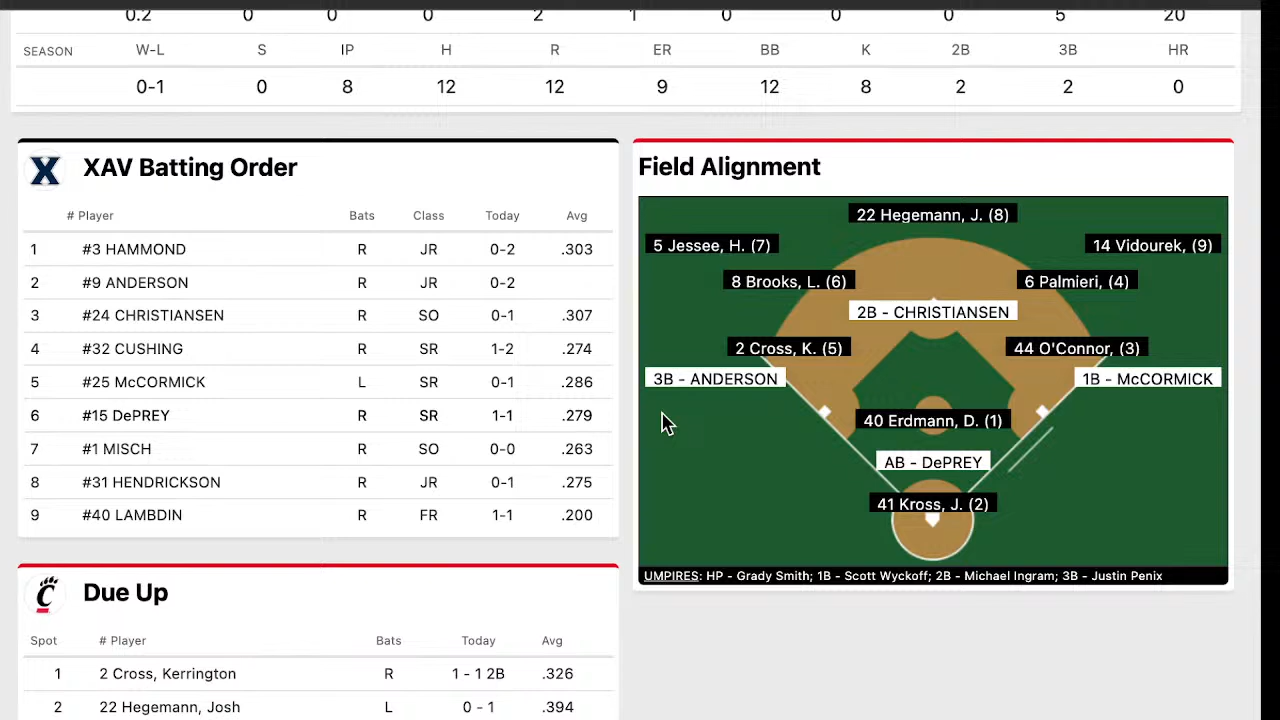 0.2 0 0 0 2 1 0 0 0 5 20
SEASON W-L S IP H R ER BB K 2B 3B HR
0-1 0 8 12 12 9 12 8 2 2 0
X XAV Batting Order
# Player Bats Class Today Avg
1 #3 HAMMOND R JR 0-2 .303
2 #9 ANDERSON R JR 0-2
3 #24 CHRISTIANSEN R SO 0-1 .307
4 #32 CUSHING R SR 1-2 .274
5 #25 McCORMICK L SR 0-1 .286
6 #15 DePREY R SR 1-1 .279
7 #1 MISCH R SO 0-0 .263
8 #31 HENDRICKSON R JR 0-1 .275
9 #40 LAMBDIN R FR 1-1 .200
Field Alignment
22 Hegemann, J. (8)
5 Jessee, H. (7) 14 Vidourek, (9)
8 Brooks, L. (6) 6 Palmieri, (4)
2B - CHRISTIANSEN
2 Cross, K. (5) 44 O'Connor, (3)
3B - ANDERSON 1B - McCORMICK
40 Erdmann, D. (1)
AB - DePREY
41 Kross, J. (2)
UMPIRES: HP - Grady Smith; 1B - Scott Wyckoff; 2B - Michael Ingram; 3B - Justin Penix
C Due Up
Spot # Player Bats Today Avg
1 2 Cross, Kerrington R 1 - 1 2B .326
2 22 Hegemann, Josh L 0 - 1 .394